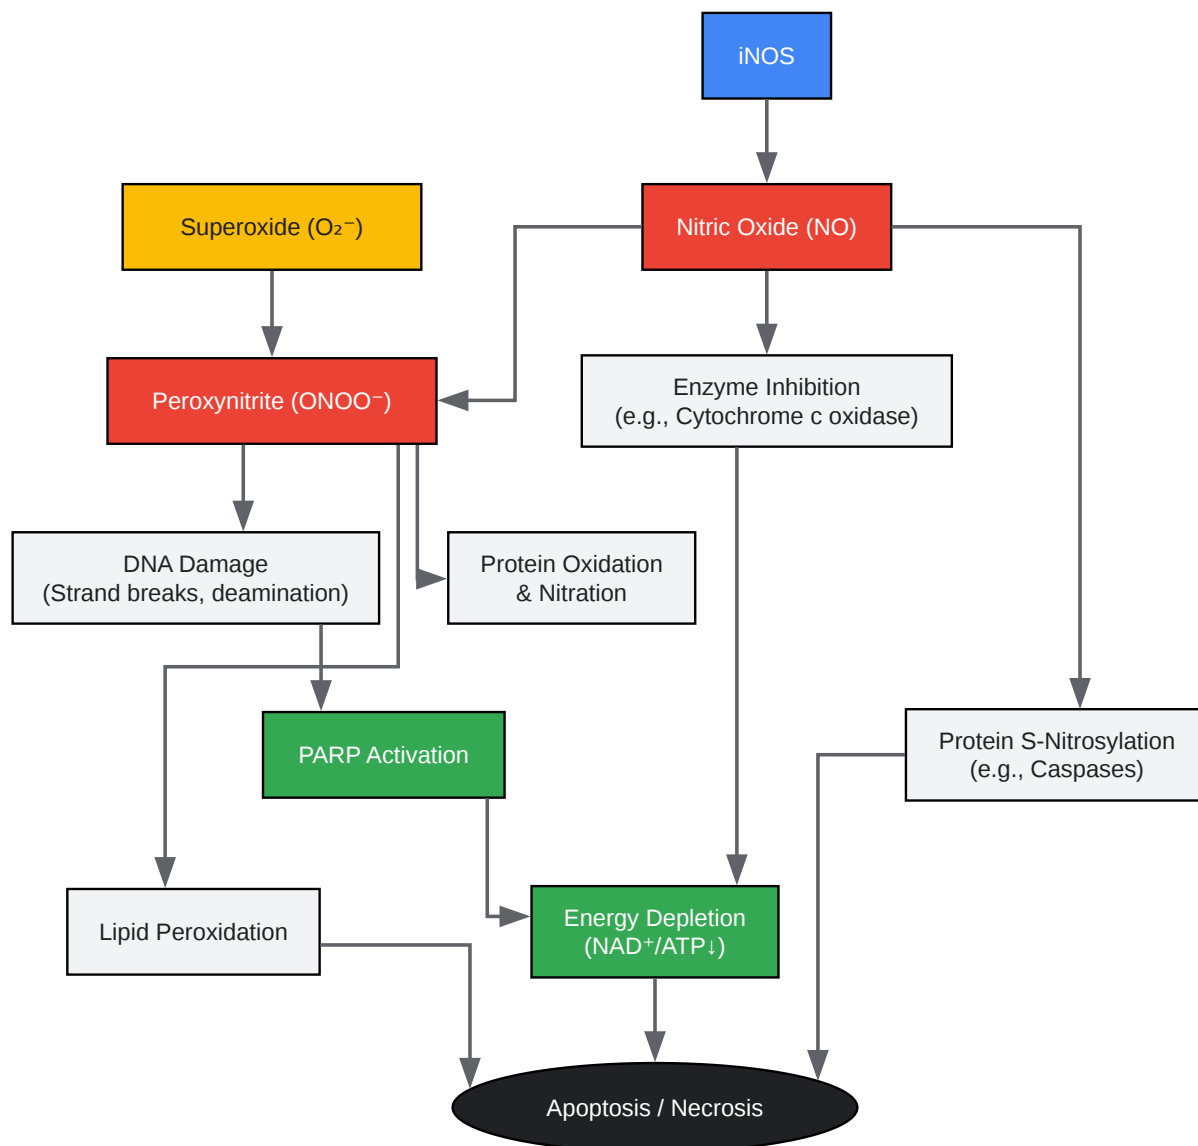 iNOS
Superoxide (O₂⁻)
Nitric Oxide (NO)
Peroxynitrite (ONOO⁻)
Enzyme Inhibition
(e.g., Cytochrome c oxidase)
DNA Damage
(Strand breaks, deamination)
Protein Oxidation
& Nitration
PARP Activation
Protein S-Nitrosylation
(e.g., Caspases)
Lipid Peroxidation
Energy Depletion
(NAD⁺/ATP↓)
Apoptosis / Necrosis